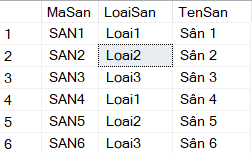 MaSan LoaiSan TenSan
1 SAN1 Loai1 Sân 1
2 SAN2 Loai2 Sân 2
3 SAN3 Loai3 Sân 3
4 SAN4 Loai1 Sân 4
5 SAN5 Loai2 Sân 5
6 SAN6 Loai3 Sân 6